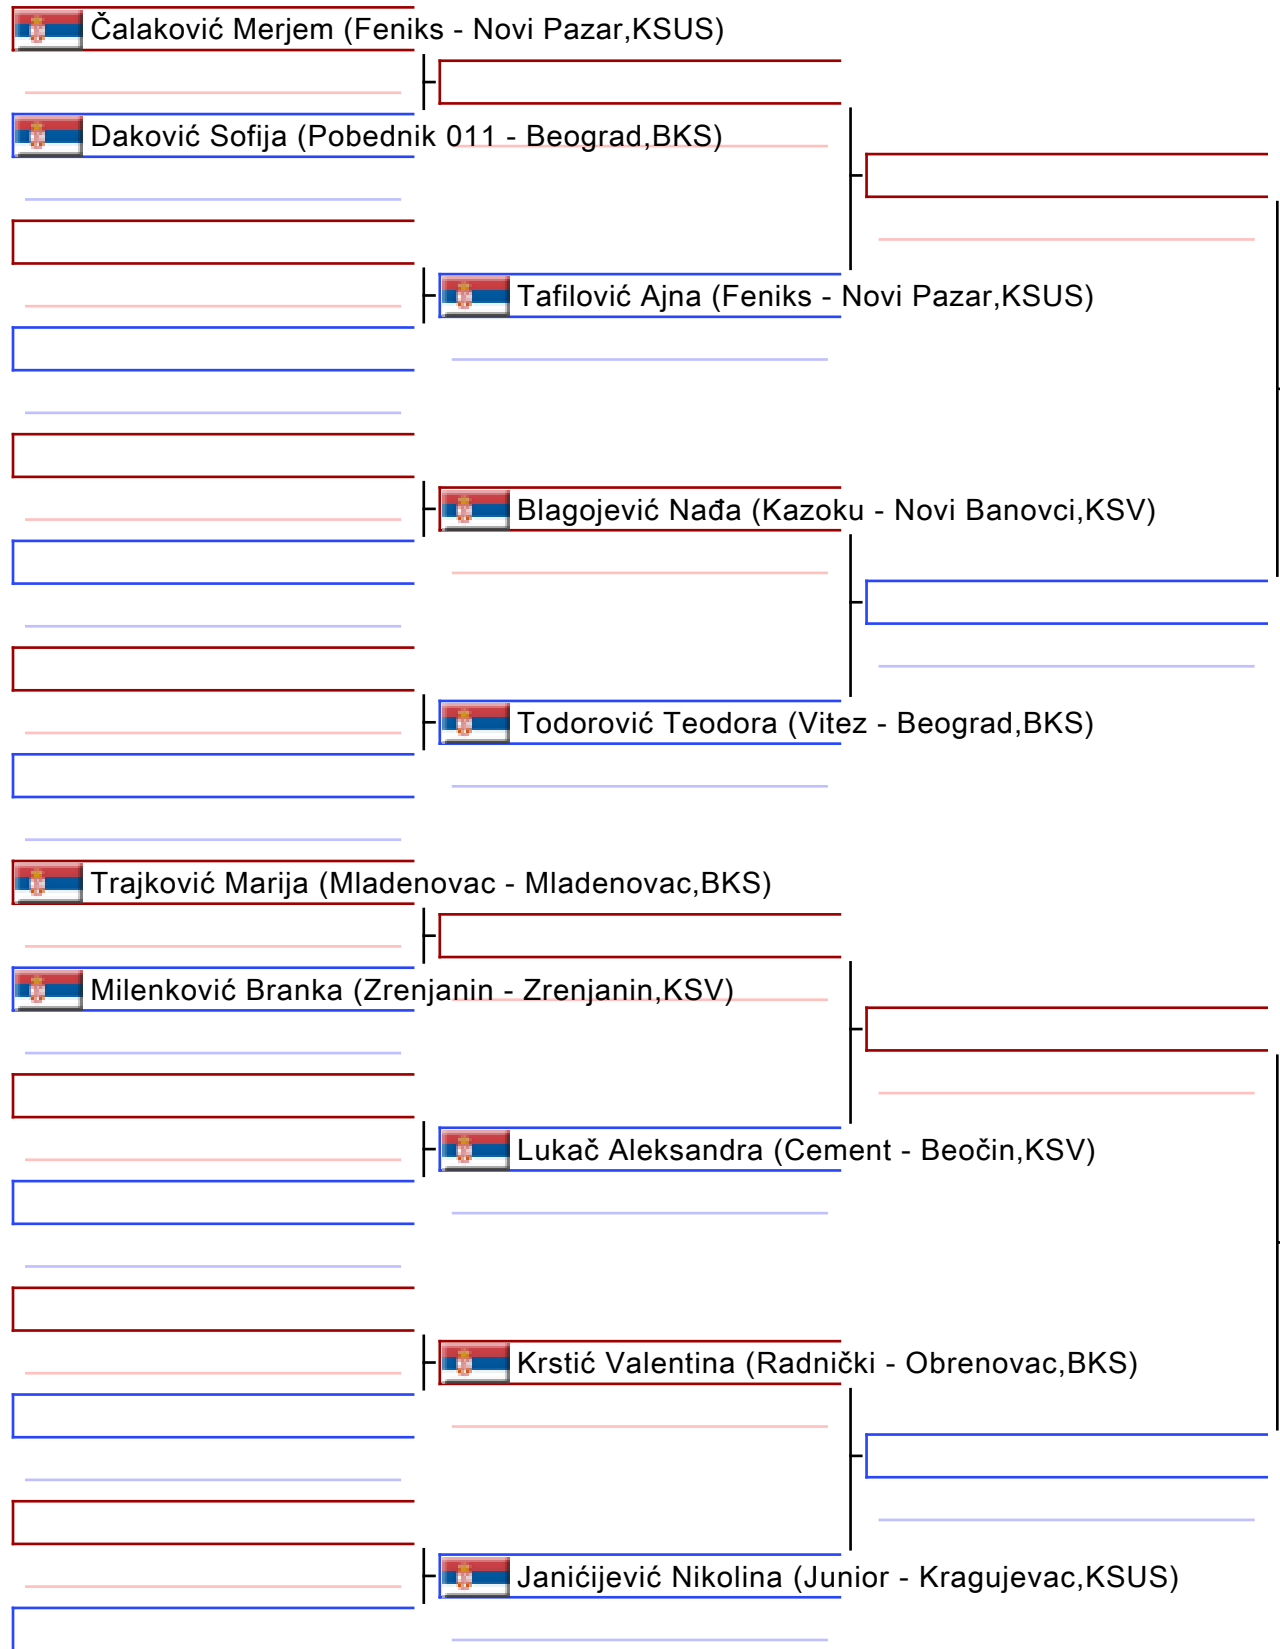 Čalaković Merjem (Feniks - Novi Pazar,KSUS)
Daković Sofija (Pobednik 011 - Beograd,BKS)
Tafilović Ajna (Feniks - Novi Pazar,KSUS)
Blagojević Nađa (Kazoku - Novi Banovci,KSV)
Todorović Teodora (Vitez - Beograd,BKS)
Trajković Marija (Mladenovac - Mladenovac,BKS)
Milenković Branka (Zrenjanin - Zrenjanin,KSV)
Lukač Aleksandra (Cement - Beočin,KSV)
Krstić Valentina (Radnički - Obrenovac,BKS)
Janićijević Nikolina (Junior - Kragujevac,KSUS)